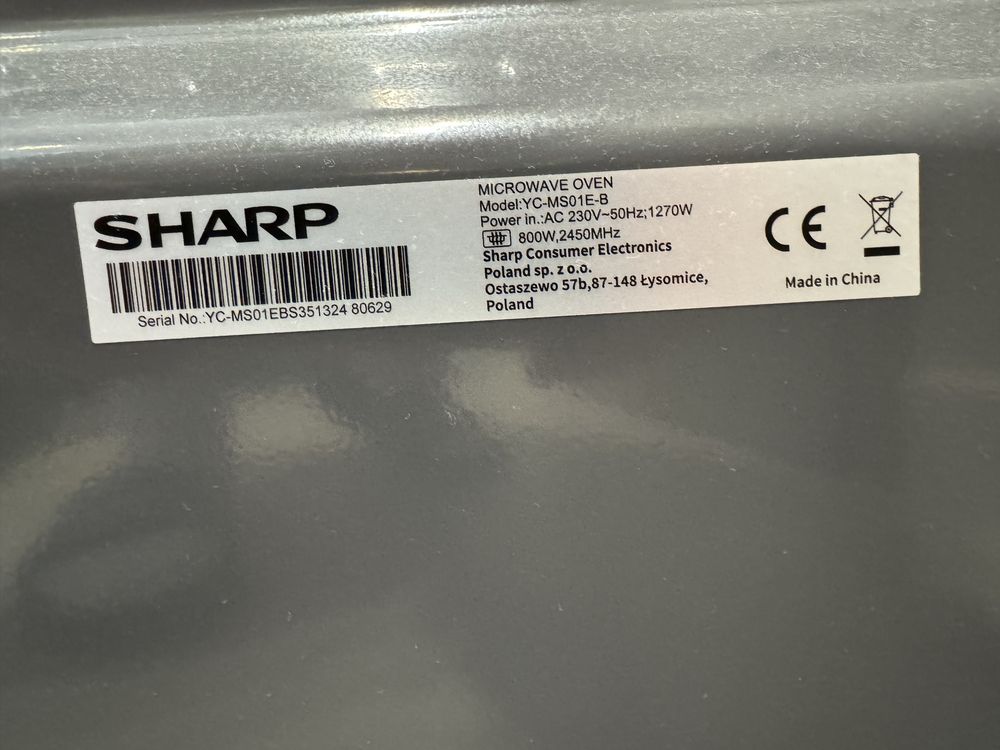 SHARP
Serial No.:YC-MS01EBS351324 80629
MICROWAVE OVEN
Model:YC-MS01E-B
Power in.:AC 230V~50Hz;1270W
800W,2450MHz
Sharp Consumer Electronics
Poland sp. z o.o.
Ostaszewo 57b,87-148 Łysomice,
Poland
CE
Made in China